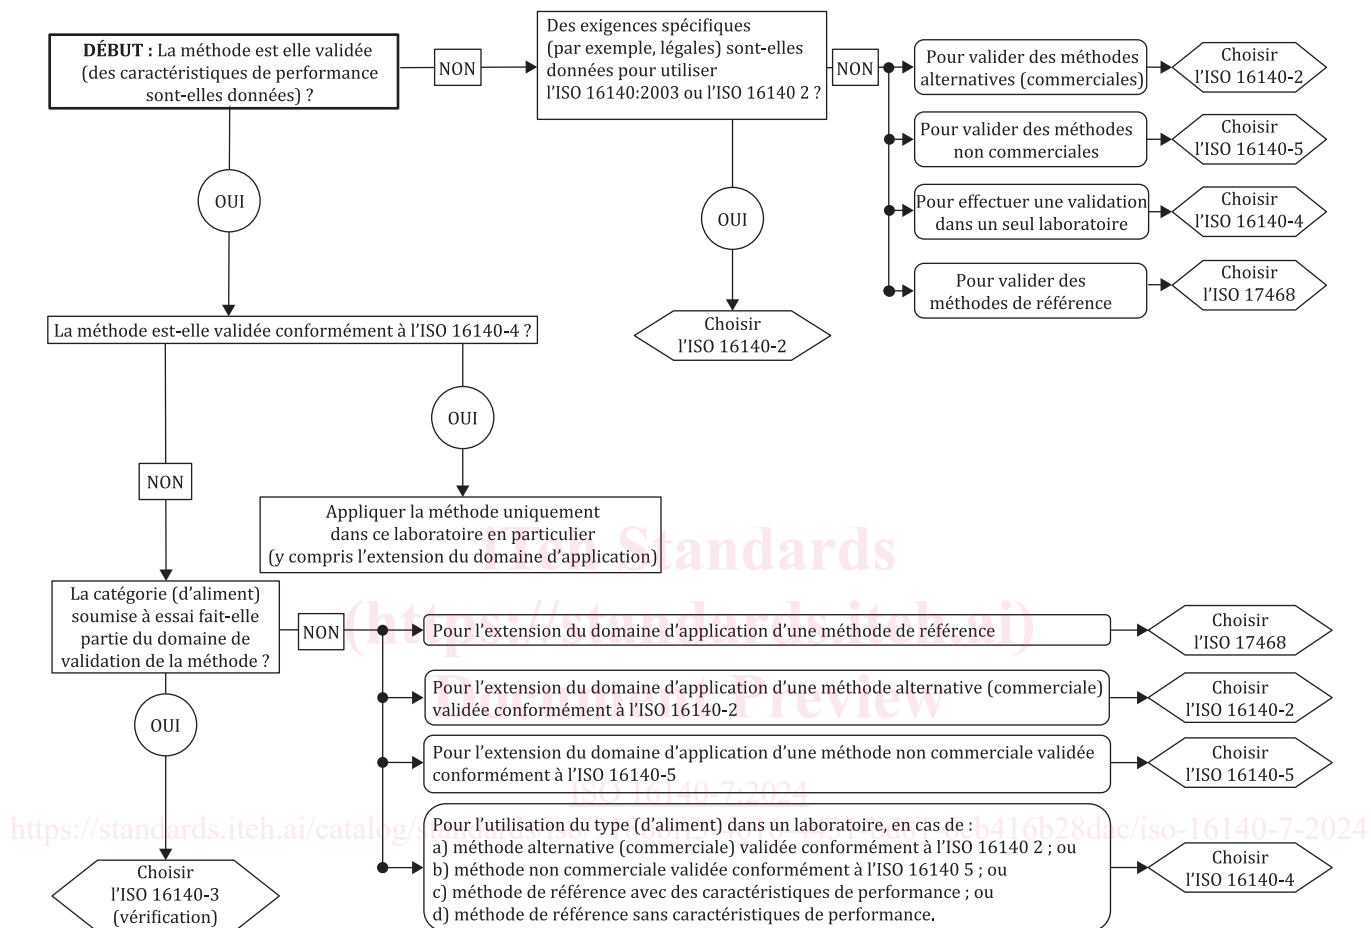 DÉBUT : La méthode est elle validée
(des caractéristiques de performance
sont-elles données) ?
NON
Des exigences spécifiques
(par exemple, légales) sont-elles
données pour utiliser
l'ISO 16140:2003 ou l'ISO 16140 2 ?
NON
Pour valider des méthodes
alternatives (commerciales)
Choisir
l'ISO 16140-2
Pour valider des méthodes
non commerciales
Choisir
l'ISO 16140-5
Pour effectuer une validation
dans un seul laboratoire
Choisir
l'ISO 16140-4
Pour valider des
méthodes de référence
Choisir
l'ISO 17468
OUI
OUI
Choisir
l'ISO 16140-2
La méthode est-elle validée conformément à l'ISO 16140-4 ?
OUI
NON
Appliquer la méthode uniquement
dans ce laboratoire en particulier
(y compris l'extension du domaine d'application)
iTeh Standards
(https://standards.iteh.ai)
Document Preview
La catégorie (d'aliment)
soumise à essai fait-elle
partie du domaine de
validation de la méthode ?
NON
Pour l'extension du domaine d'application d'une méthode de référence
Choisir
l'ISO 17468
Pour l'extension du domaine d'application d'une méthode alternative (commerciale)
validée conformément à l'ISO 16140-2
Choisir
l'ISO 16140-2
OUI
Pour l'extension du domaine d'application d'une méthode non commerciale validée
conformément à l'ISO 16140-5
Choisir
l'ISO 16140-5
ISO 16140-7:2024
https://standards.iteh.ai/catalog/standards/iso/
b416b28dac/iso-16140-7-2024
Pour l'utilisation du type (d'aliment) dans un laboratoire, en cas de :
a) méthode alternative (commerciale) validée conformément à l'ISO 16140 2 ; ou
b) méthode non commerciale validée conformément à l'ISO 16140 5 ; ou
c) méthode de référence avec des caractéristiques de performance ; ou
d) méthode de référence sans caractéristiques de performance.
Choisir
l'ISO 16140-4
Choisir
l'ISO 16140-3
(vérification)